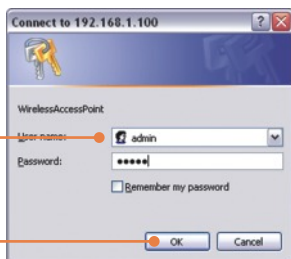 Connect to 192.168.1.100
WirelessAccessPoint
User name:
admin
Password:
•••••
Remember my password
OK
Cancel